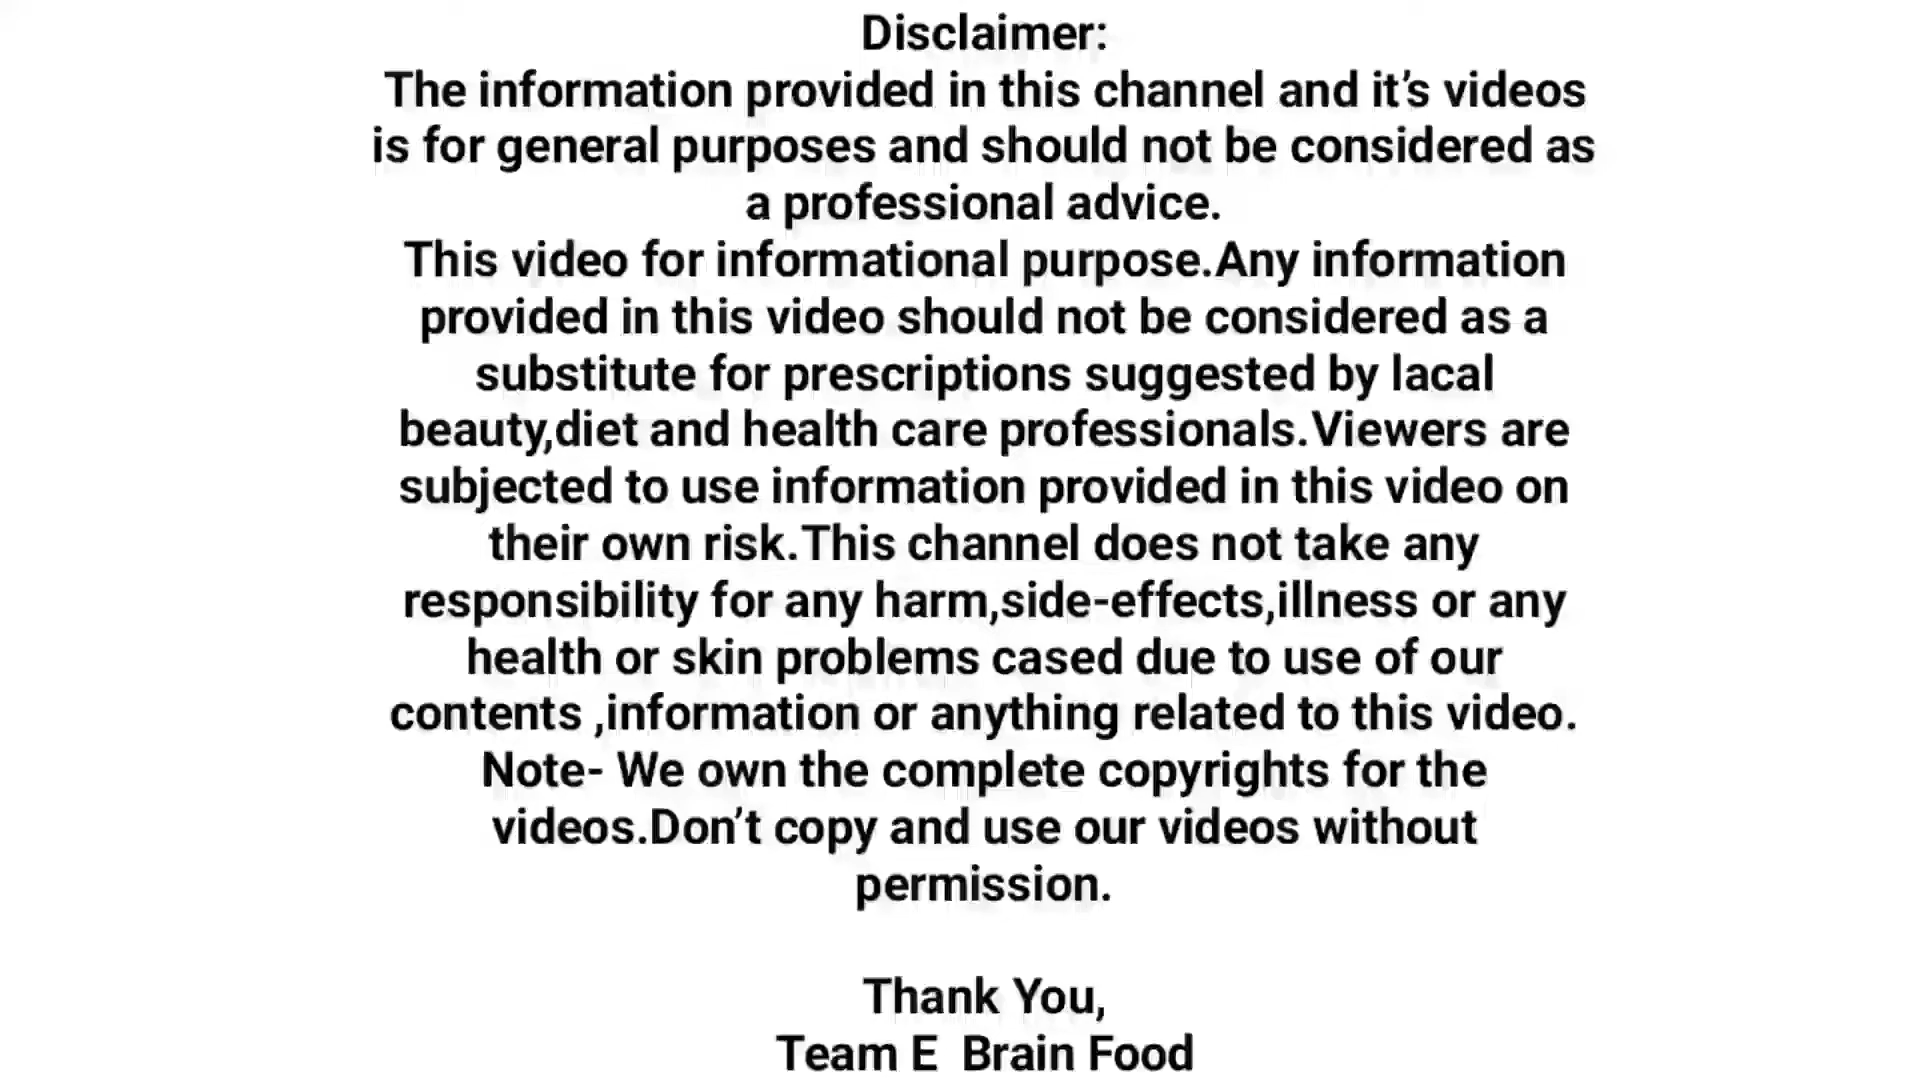 Disclaimer:
The information provided in this channel and it’s videos
is for general purposes and should not be considered as
a professional advice.
This video for informational purpose.Any information
provided in this video should not be considered as a
substitute for prescriptions suggested by lacal
beauty,diet and health care professionals.Viewers are
subjected to use information provided in this video on
their own risk.This channel does not take any
responsibility for any harm,side-effects,illness or any
health or skin problems cased due to use of our
contents ,information or anything related to this video.
Note- We own the complete copyrights for the
videos.Don’t copy and use our videos without
permission.
Thank You,
Team E  Brain Food